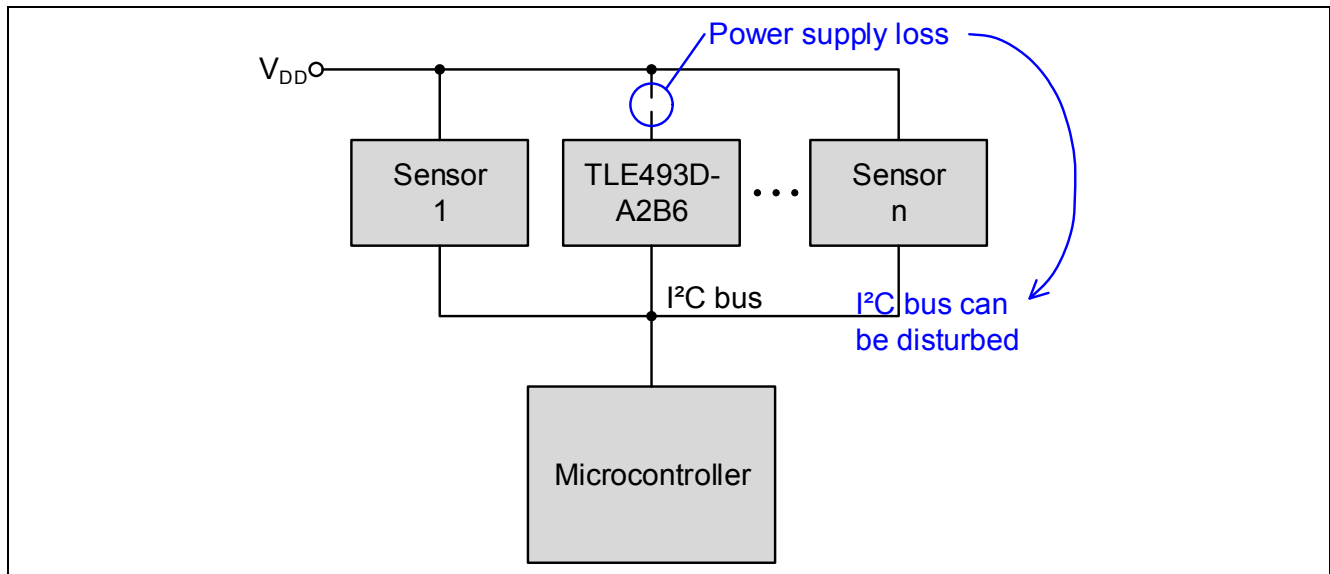 Power supply loss
VDD
Sensor
1
TLE493D-
A2B6
Sensor
n
I²C bus
I²C bus can
be disturbed
Microcontroller